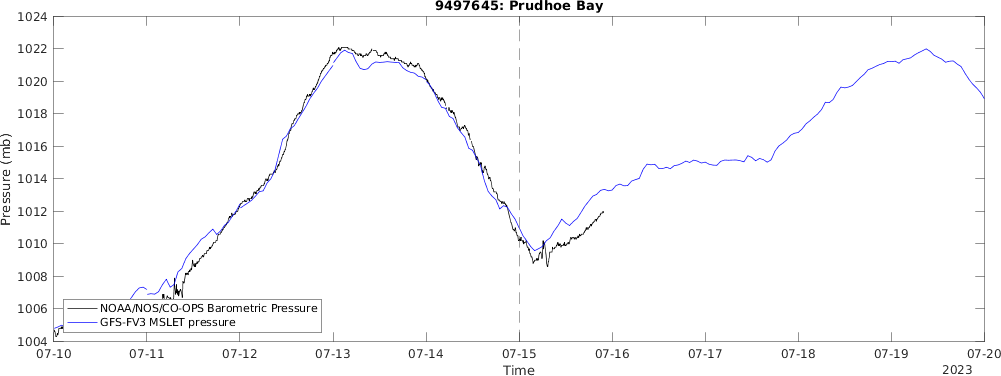 9497645: Prudhoe Bay
1024
1022
1020
1018
1016
1014
1012
1010
1008
1006
1004
Pressure (mb)
NOAA/NOS/CO-OPS Barometric Pressure
GFS-FV3 MSLET pressure
07-10 07-11 07-12 07-13 07-14 07-15 07-16 07-17 07-18 07-19 07-20
Time
2023